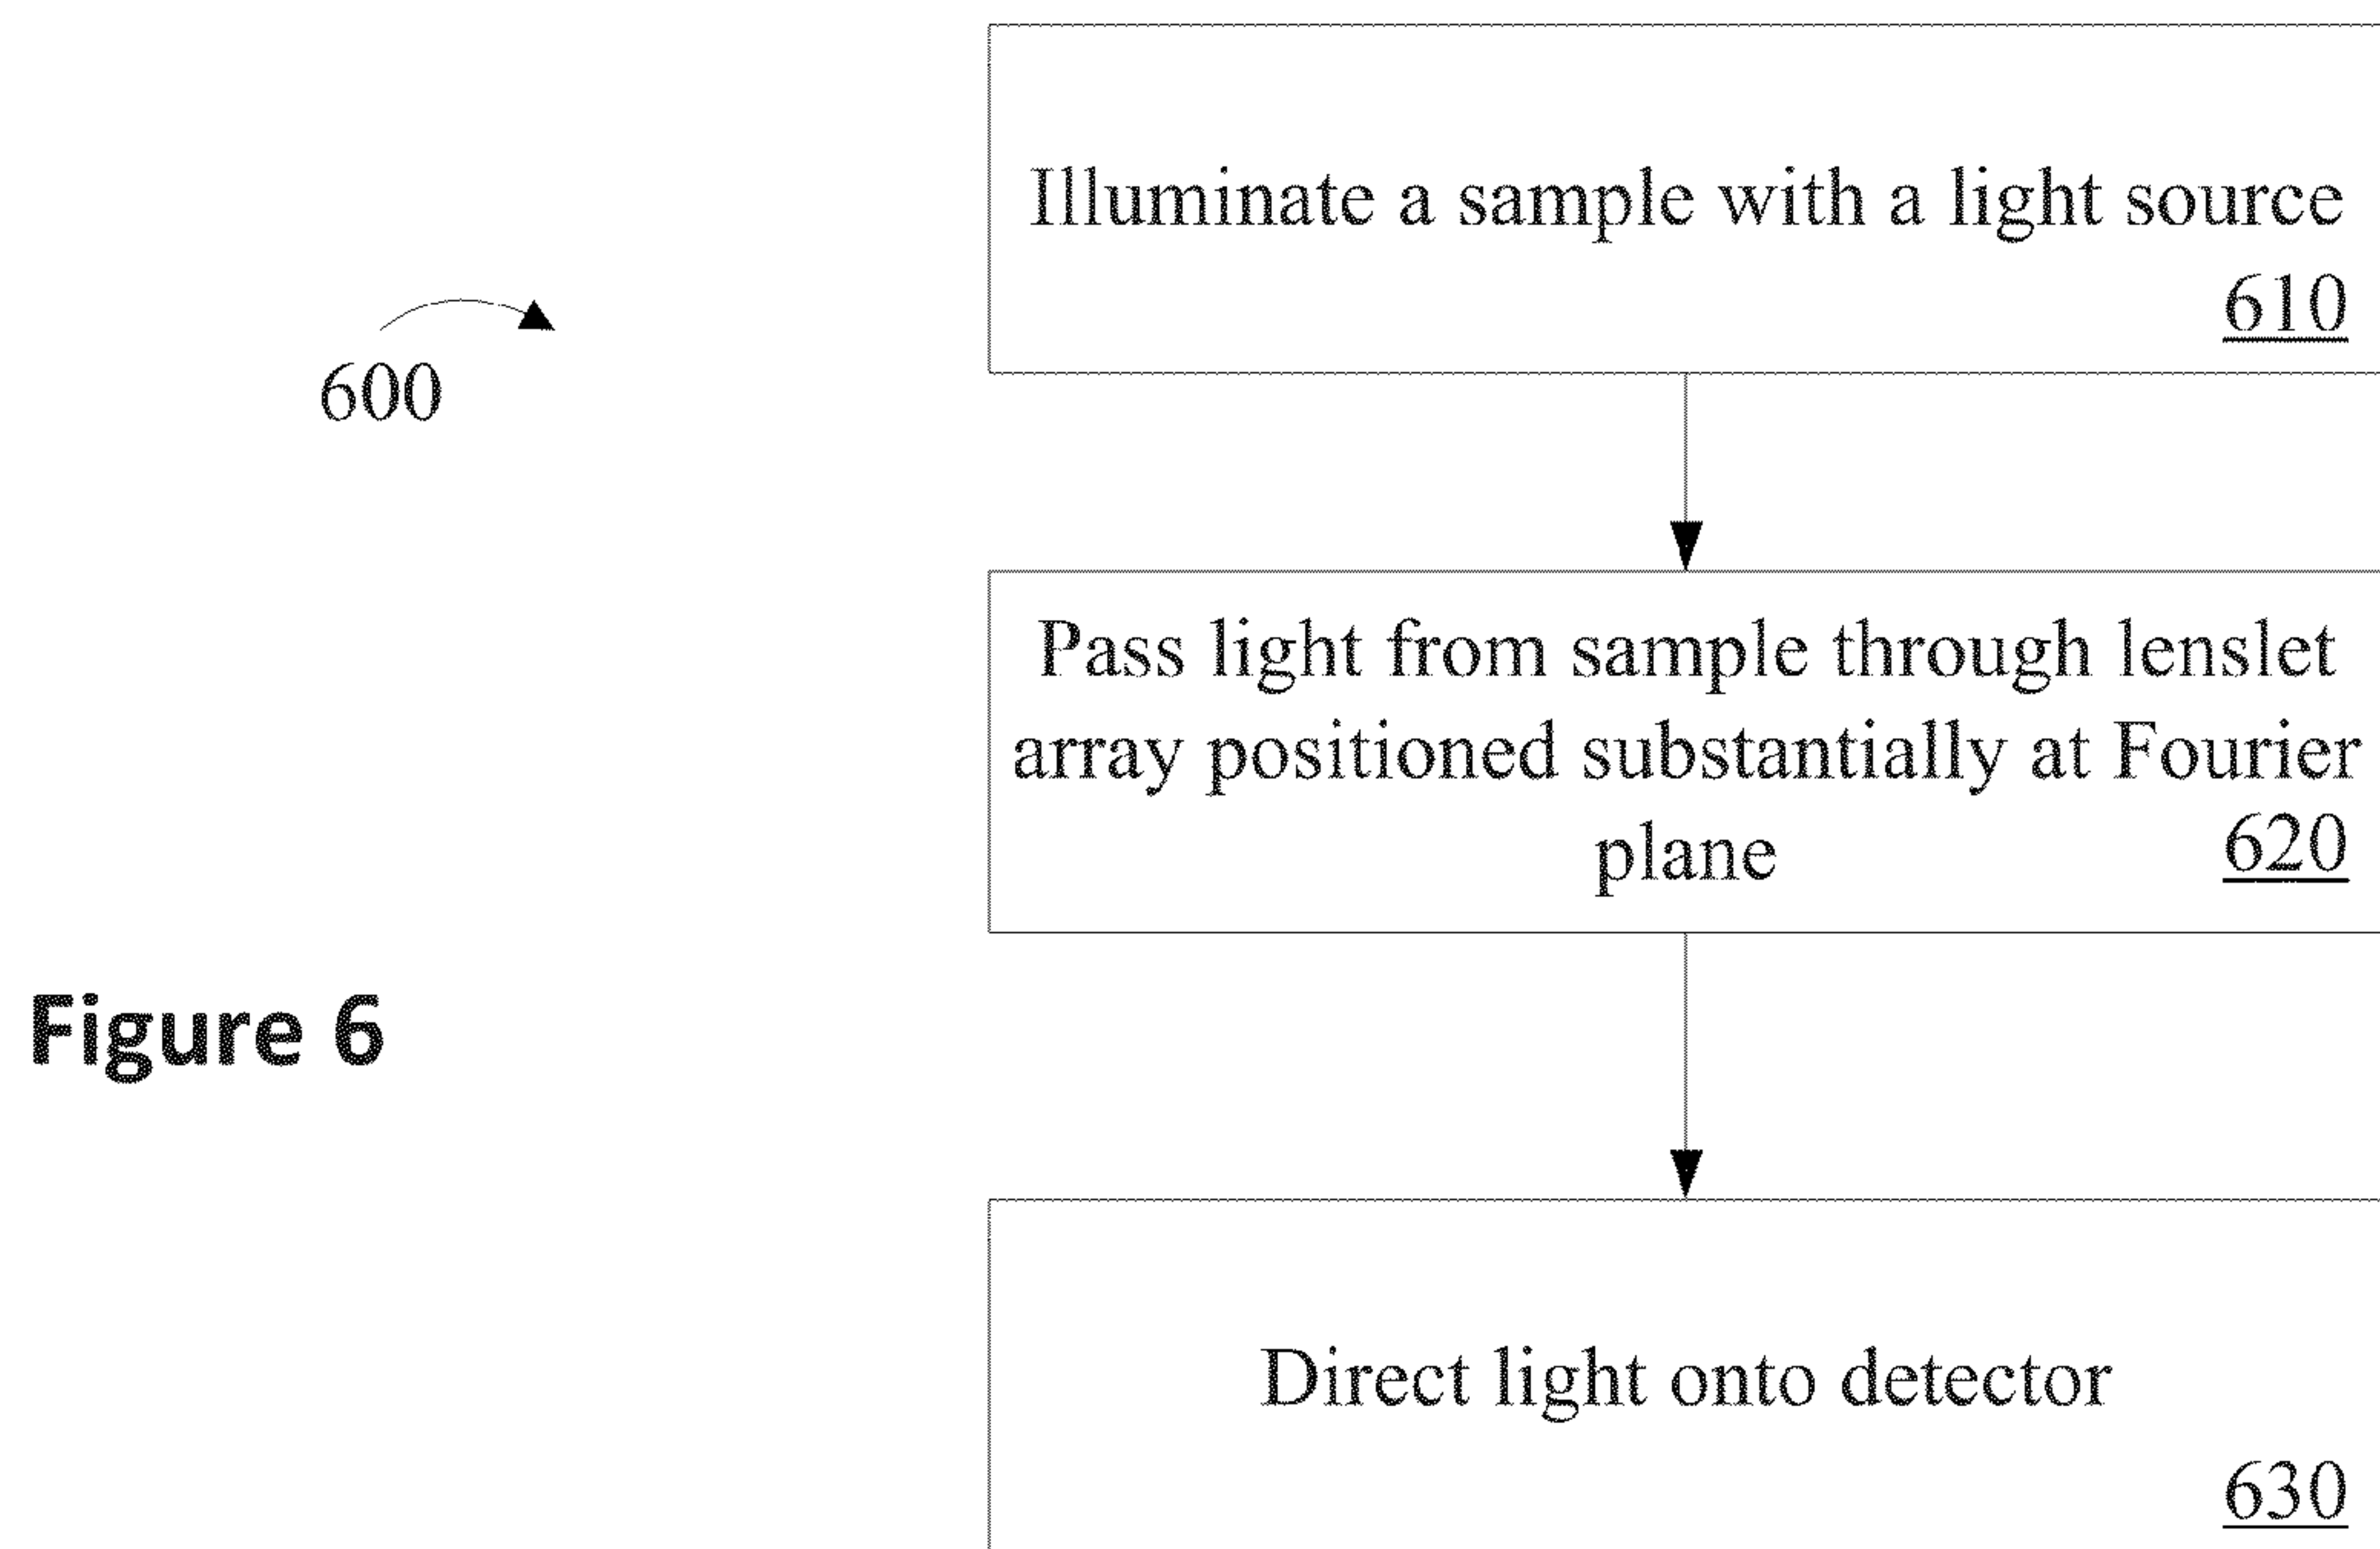 Illuminate a sample with a light source
610
600
Pass light from sample through lenslet
array positioned substantially at Fourier
plane 620
Figure 6
Direct light onto detector
630